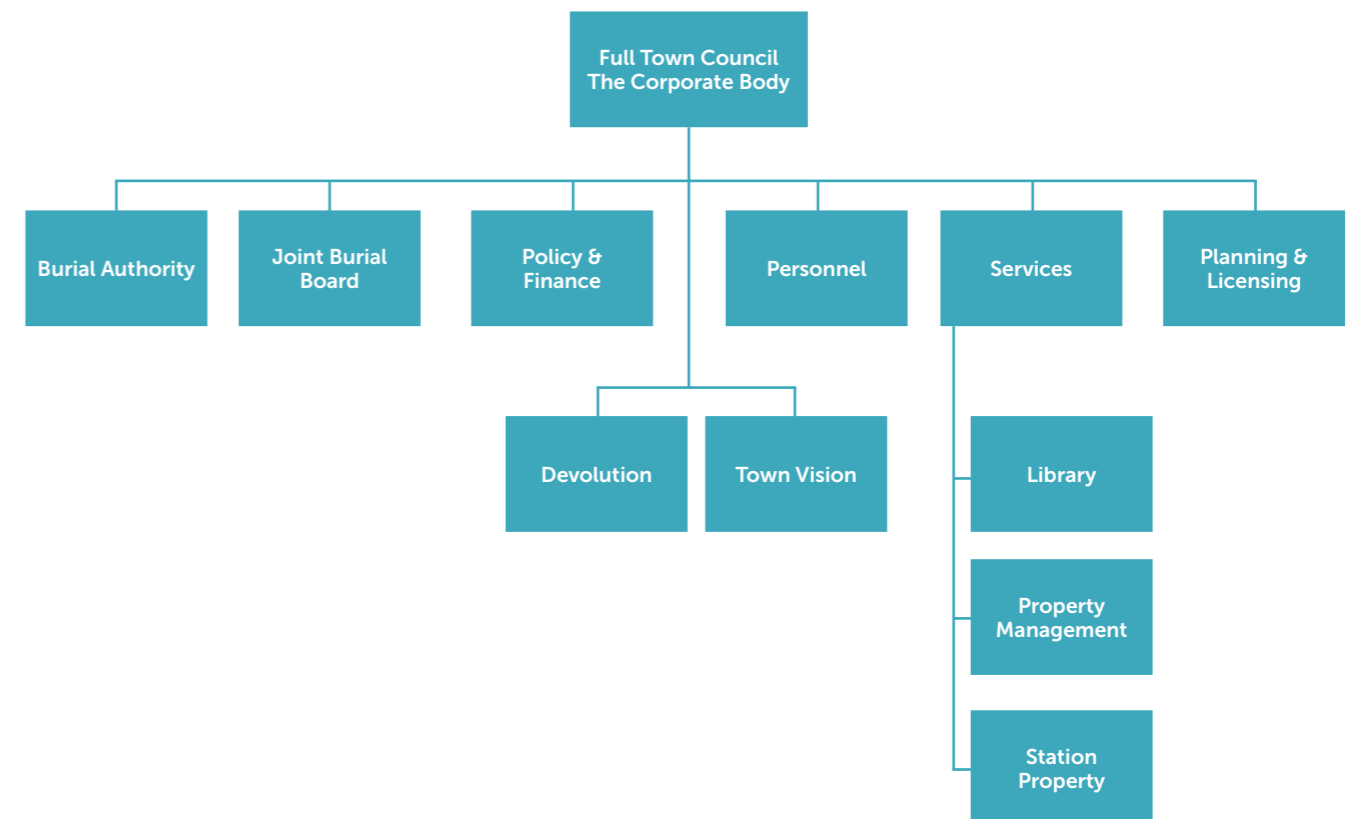 Full Town Council
The Corporate Body
Burial Authority
Joint Burial
Board
Policy &
Finance
Personnel
Services
Planning &
Licensing
Devolution
Town Vision
Library
Property
Management
Station
Property